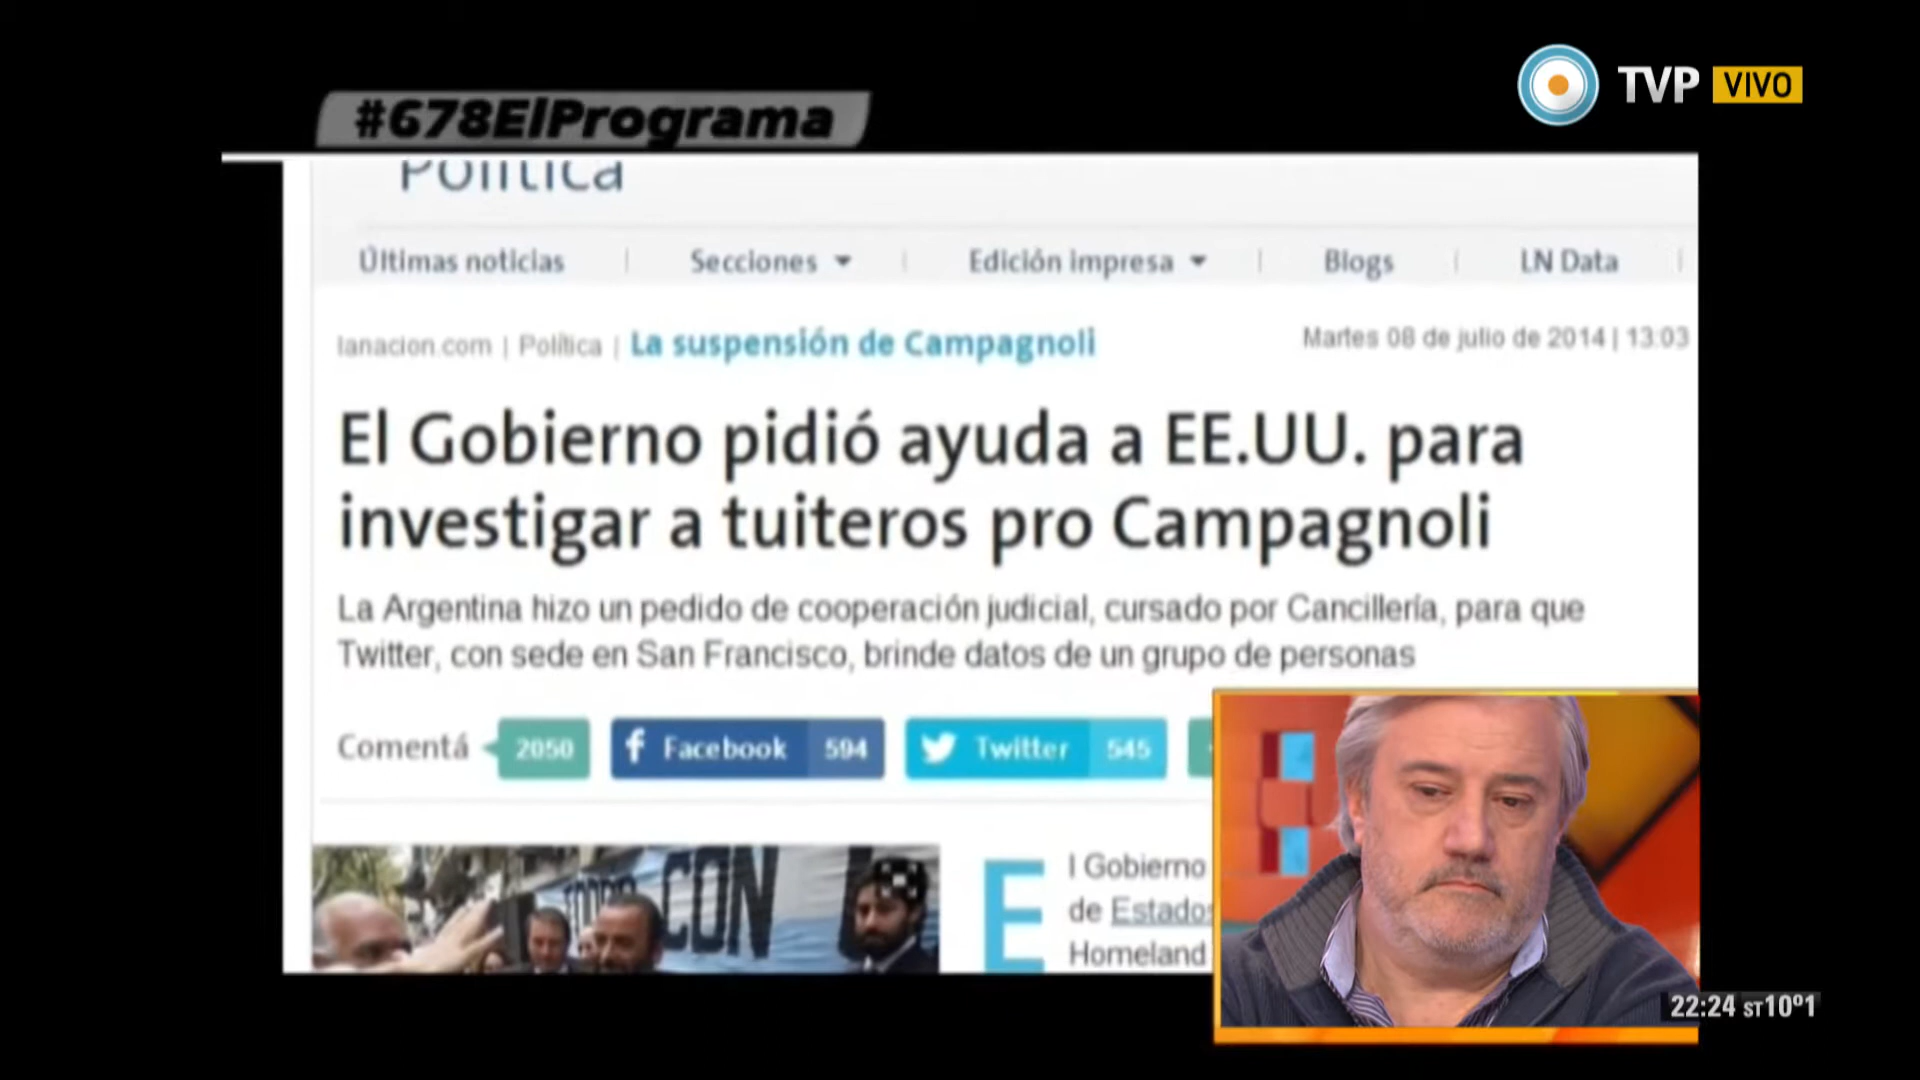 TVP VIVO
#678ElPrograma
Política
Últimas noticias
Secciones
Edición impresa
Blogs
LN Data
lanacion.com | Política | La suspensión de Campagnoli
Martes 08 de julio de 2014 | 13:03
El Gobierno pidió ayuda a EE.UU. para
investigar a tuiteros pro Campagnoli
La Argentina hizo un pedido de cooperación judicial, cursado por Cancillería, para que
Twitter, con sede en San Francisco, brinde datos de un grupo de personas
Comentá 2050
Facebook 594
Twitter 545
CON
El Gobierno
de Estados
Homeland
22:24 ST10º1